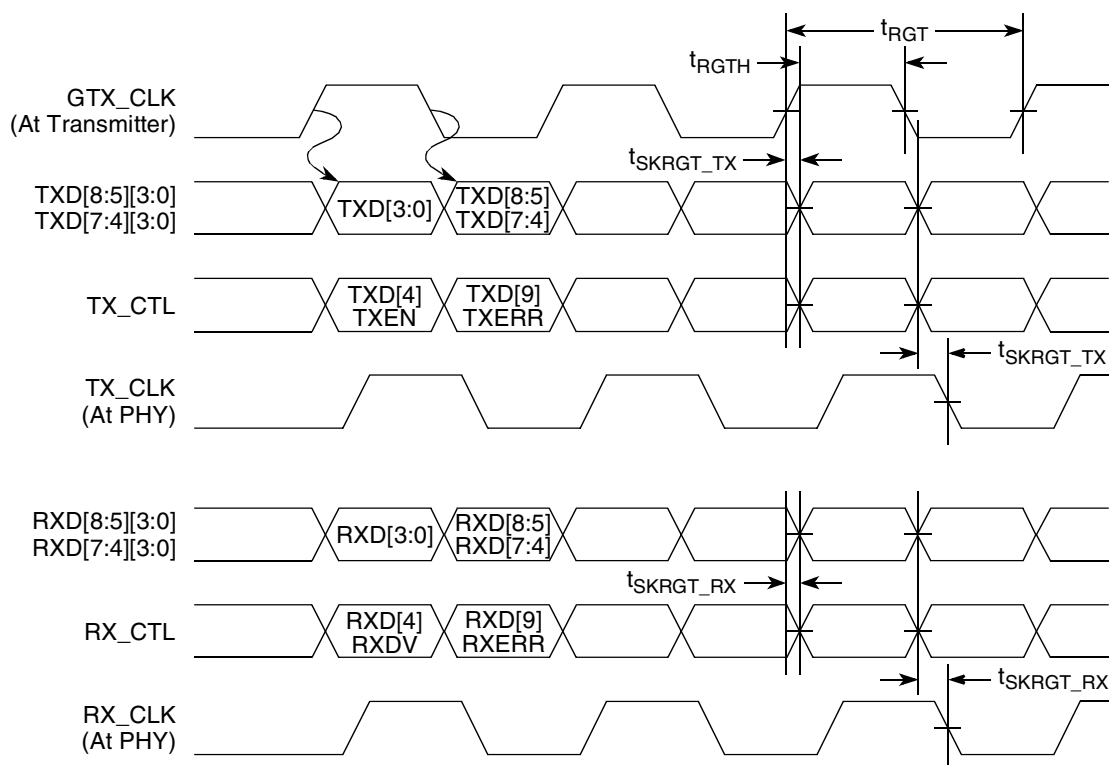 tRGT
tRGTH
GTX_CLK
(At Transmitter)
tSKRGT_TX
TXD[8:5][3:0]
TXD[7:4][3:0]
TXD[3:0]
TXD[8:5]
TXD[7:4]
TX_CTL
TXD[4]
TXEN
TXD[9]
TXERR
tSKRGT_TX
TX_CLK
(At PHY)
RXD[8:5][3:0]
RXD[7:4][3:0]
RXD[3:0]
RXD[8:5]
RXD[7:4]
tSKRGT_RX
RX_CTL
RXD[4]
RXDV
RXD[9]
RXERR
tSKRGT_RX
RX_CLK
(At PHY)